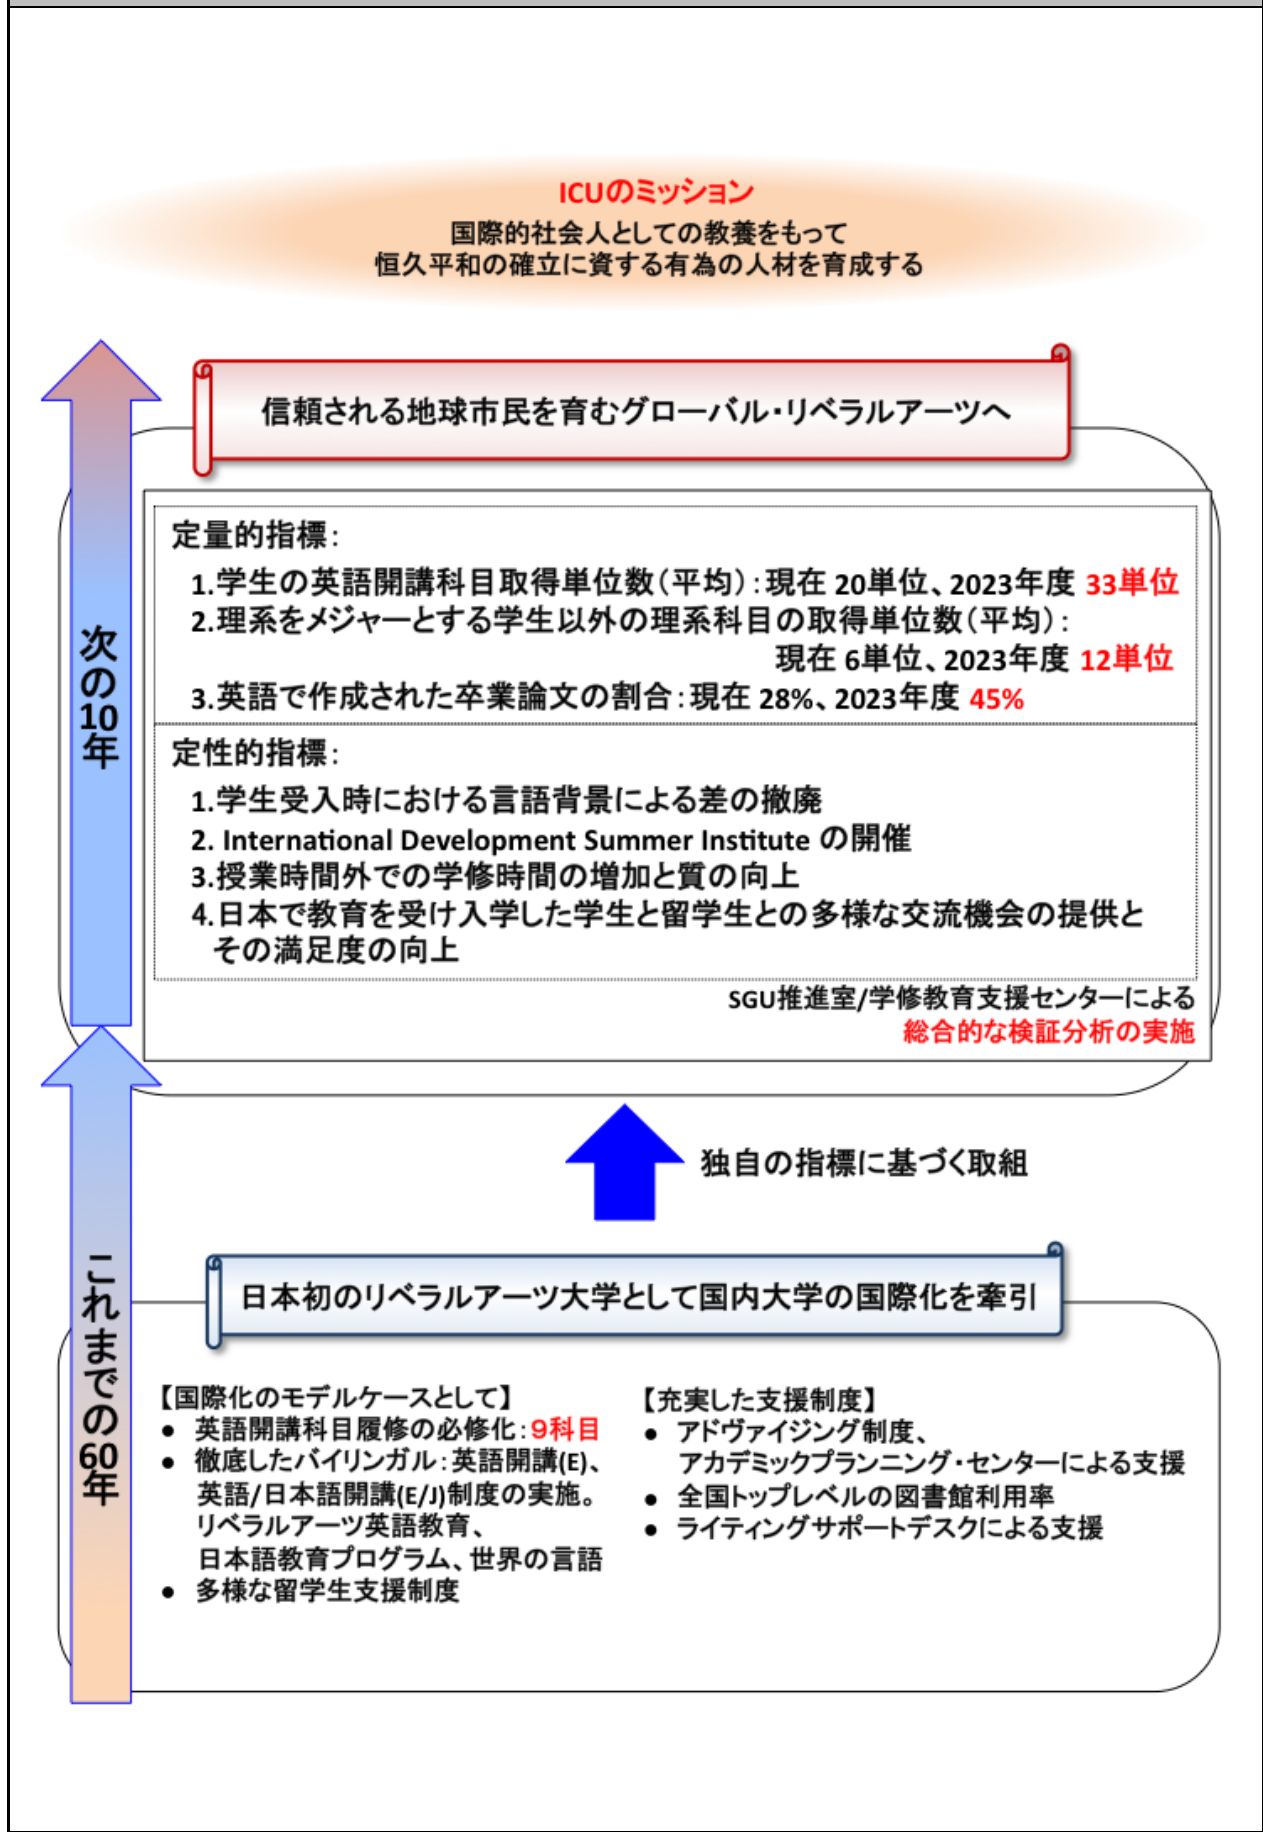 ICUのミッション
国際的社会人としての教養をもって
恒久平和の確立に資する有為の人材を育成する
信頼される地球市民を育むグローバル・リベラルアーツへ
次の10年
定量的指標：
1.学生の英語開講科目取得単位数（平均）：現在 20単位、2023年度 33単位
2.理系をメジャーとする学生以外の理系科目の取得単位数（平均）：
現在 6単位、2023年度 12単位
3.英語で作成された卒業論文の割合：現在 28%、2023年度 45%
定性的指標：
1.学生受入時における言語背景による差の撤廃
2. International Development Summer Institute の開催
3.授業時間外での学修時間の増加と質の向上
4.日本で教育を受け入学した学生と留学生との多様な交流機会の提供と
その満足度の向上
SGU推進室/学修教育支援センターによる
総合的な検証分析の実施
独自の指標に基づく取組
これまでの60年
日本初のリベラルアーツ大学として国内大学の国際化を牽引
【国際化のモデルケースとして】
● 英語開講科目履修の必修化：９科目
● 徹底したバイリンガル：英語開講(E)、
英語/日本語開講(E/J)制度の実施。
リベラルアーツ英語教育、
日本語教育プログラム、世界の言語
● 多様な留学生支援制度
【充実した支援制度】
● アドヴァイジング制度、
アカデミックプランニング・センターによる支援
● 全国トップレベルの図書館利用率
● ライティングサポートデスクによる支援